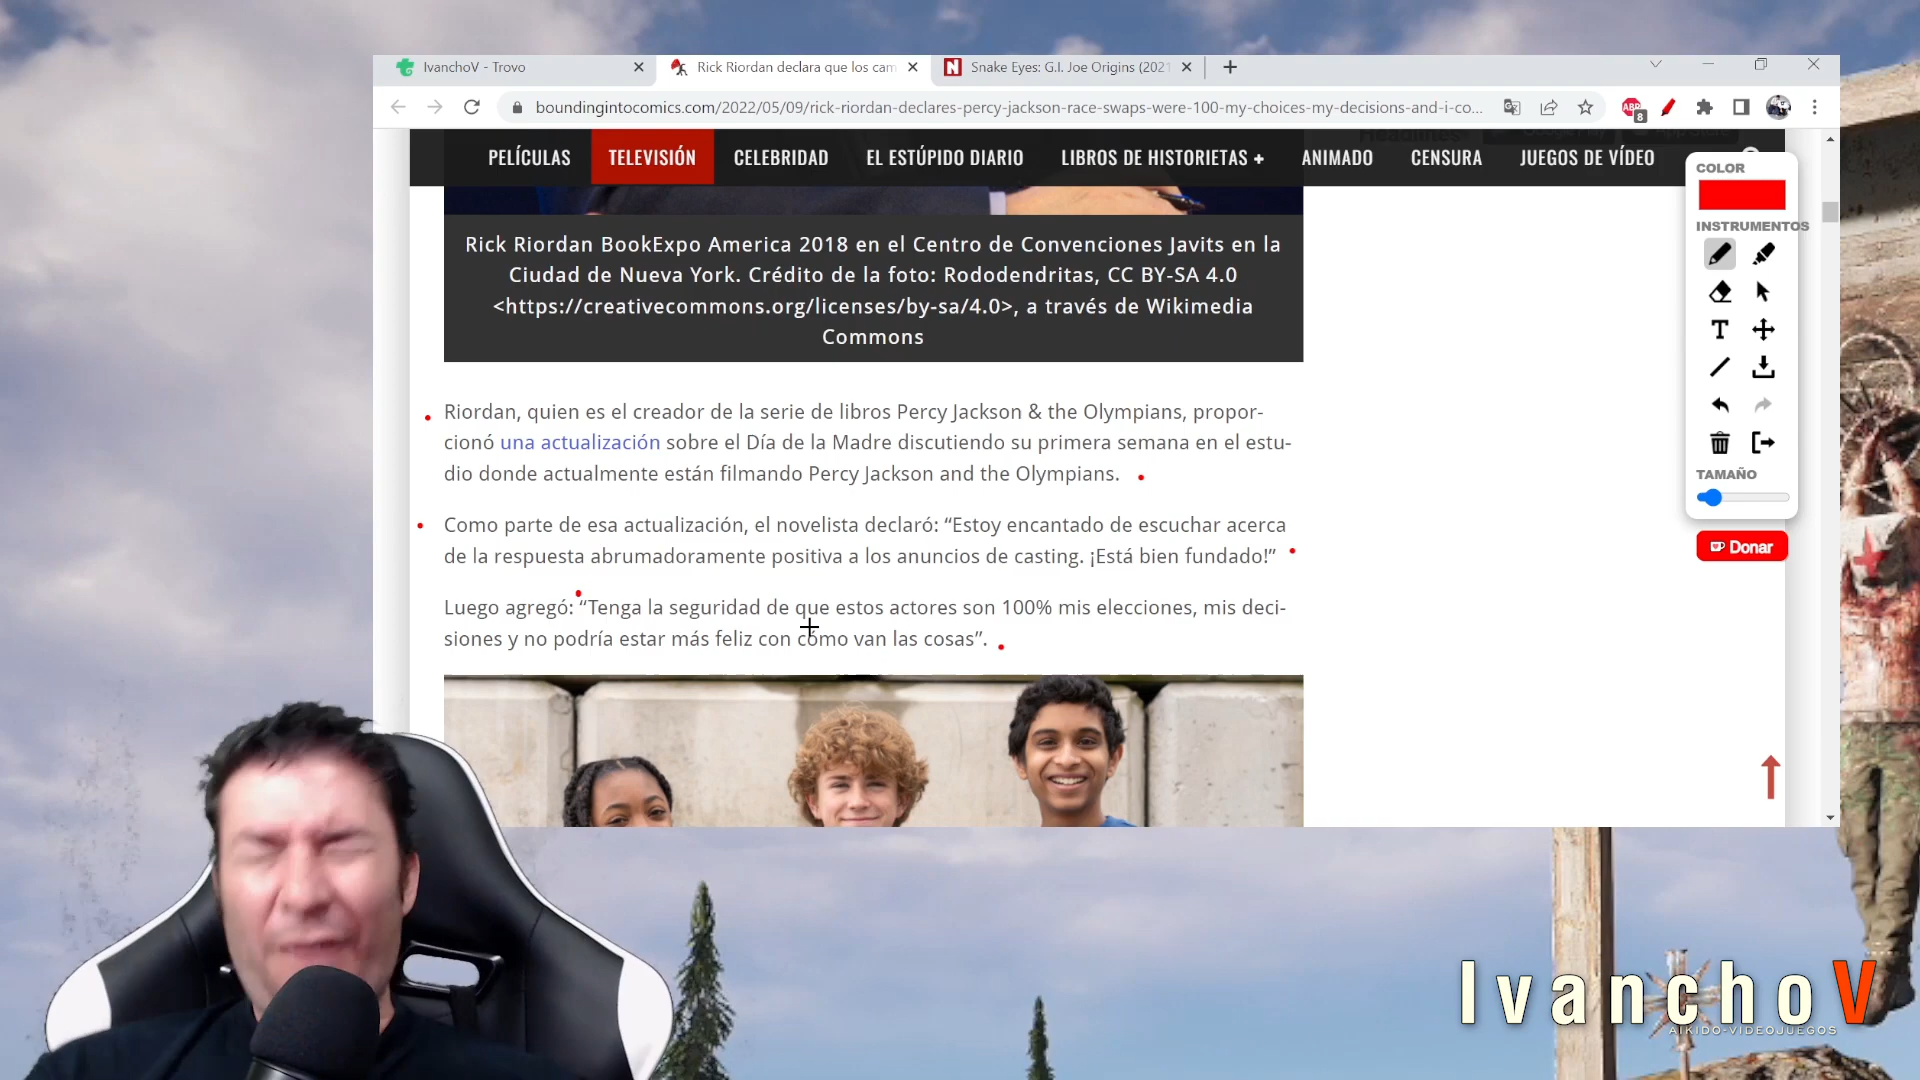 IvanchoV - Trovo
Rick Riordan declara que los cam
Snake Eyes: G.I. Joe Origins (2021
boundingintocomics.com/2022/05/09/rick-riordan-declares-percy-jackson-race-swaps-were-100-my-choices-my-decisions-and-i-co...
ABP
8
PELÍCULAS
TELEVISIÓN
CELEBRIDAD
EL ESTÚPIDO DIARIO
LIBROS DE HISTORIETAS +
ANIMADO
CENSURA
JUEGOS DE VÍDEO
COLOR
INSTRUMENTOS
T
TAMAÑO
Donar
Rick Riordan BookExpo America 2018 en el Centro de Convenciones Javits en la
Ciudad de Nueva York. Crédito de la foto: Rododendritas, CC BY-SA 4.0
<https://creativecommons.org/licenses/by-sa/4.0>, a través de Wikimedia
Commons
Riordan, quien es el creador de la serie de libros Percy Jackson & the Olympians, propor-
cionó una actualización sobre el Día de la Madre discutiendo su primera semana en el estu-
dio donde actualmente están filmando Percy Jackson and the Olympians.
Como parte de esa actualización, el novelista declaró: “Estoy encantado de escuchar acerca
de la respuesta abrumadoramente positiva a los anuncios de casting. ¡Está bien fundado!”
Luego agregó: “Tenga la seguridad de que estos actores son 100% mis elecciones, mis deci-
siones y no podría estar más feliz con cómo van las cosas”.
IvanchoV
AIKIDO-VIDEOJUEGOS